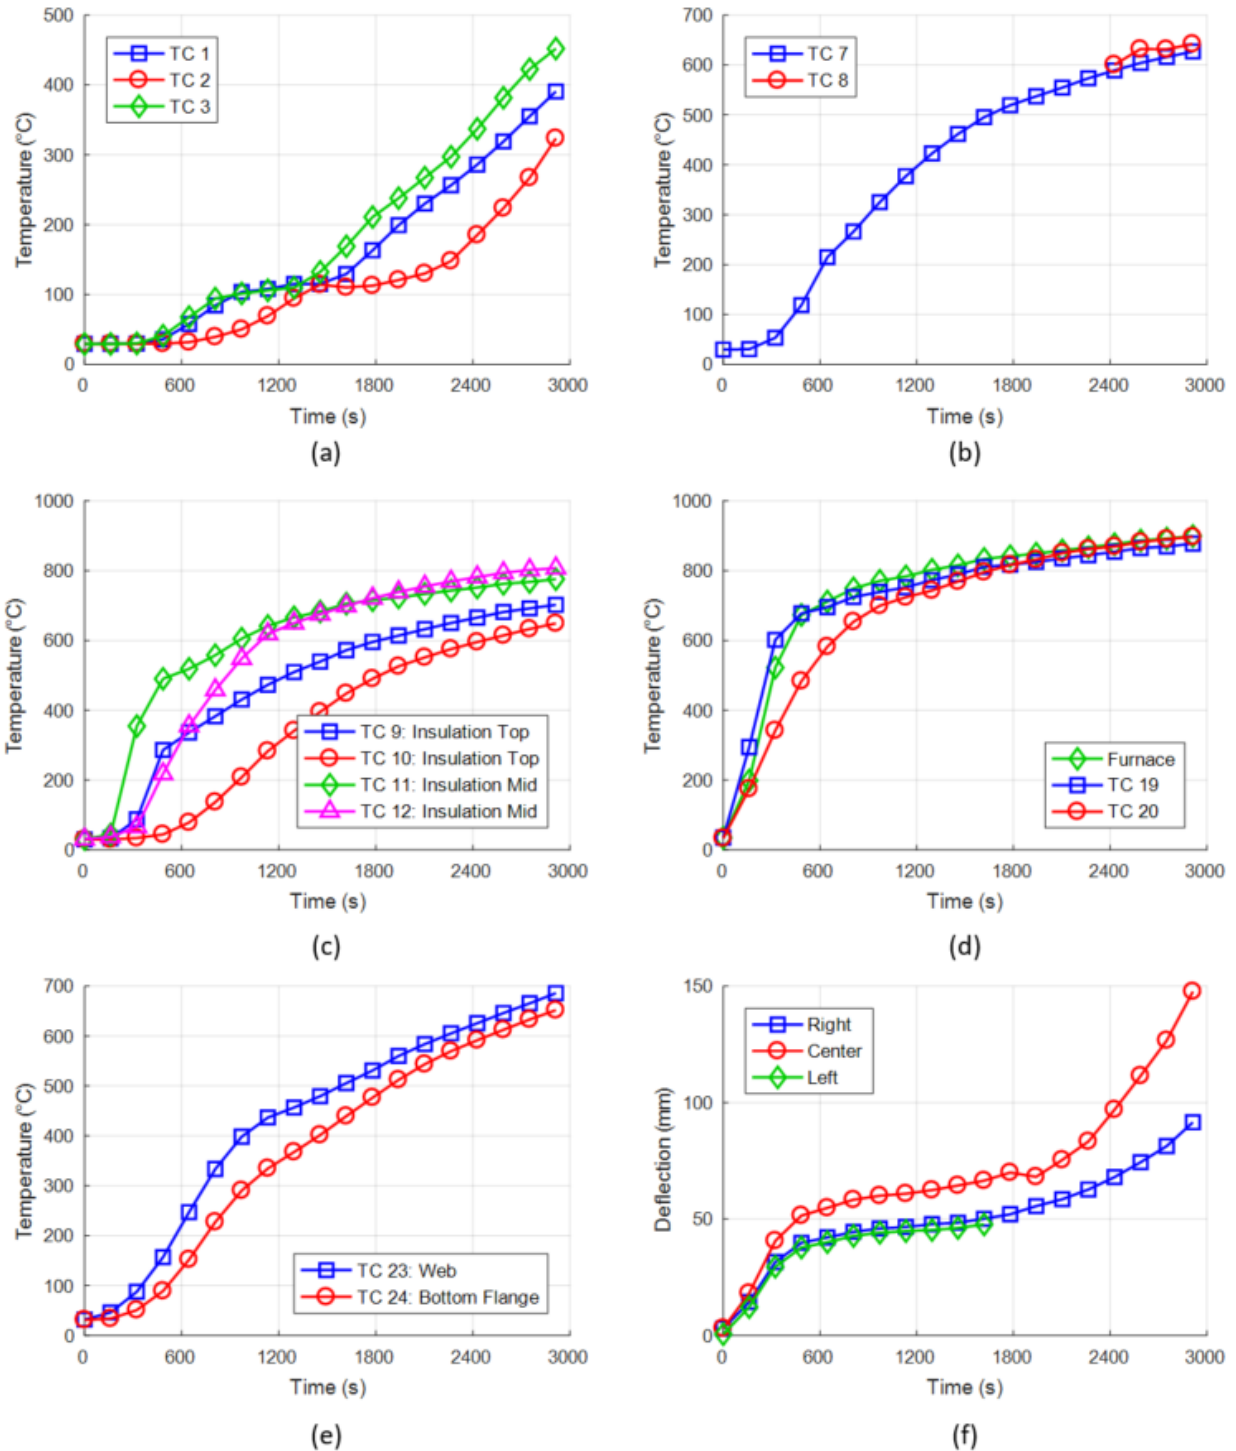 500
400
300
200
100
0
Temperature (°C)
TC 1
TC 2
TC 3
0 600 1200 1800 2400 3000
Time (s)
(a)
700
600
500
400
300
200
100
0
Temperature (°C)
TC 7
TC 8
0 600 1200 1800 2400 3000
Time (s)
(b)
1000
800
600
400
200
0
Temperature (°C)
TC 9: Insulation Top
TC 10: Insulation Top
TC 11: Insulation Mid
TC 12: Insulation Mid
0 600 1200 1800 2400 3000
Time (s)
(c)
1000
800
600
400
200
0
Temperature (°C)
Furnace
TC 19
TC 20
0 600 1200 1800 2400 3000
Time (s)
(d)
700
600
500
400
300
200
100
0
Temperature (°C)
TC 23: Web
TC 24: Bottom Flange
0 600 1200 1800 2400 3000
Time (s)
(e)
150
100
50
0
Deflection (mm)
Right
Center
Left
0 600 1200 1800 2400 3000
Time (s)
(f)